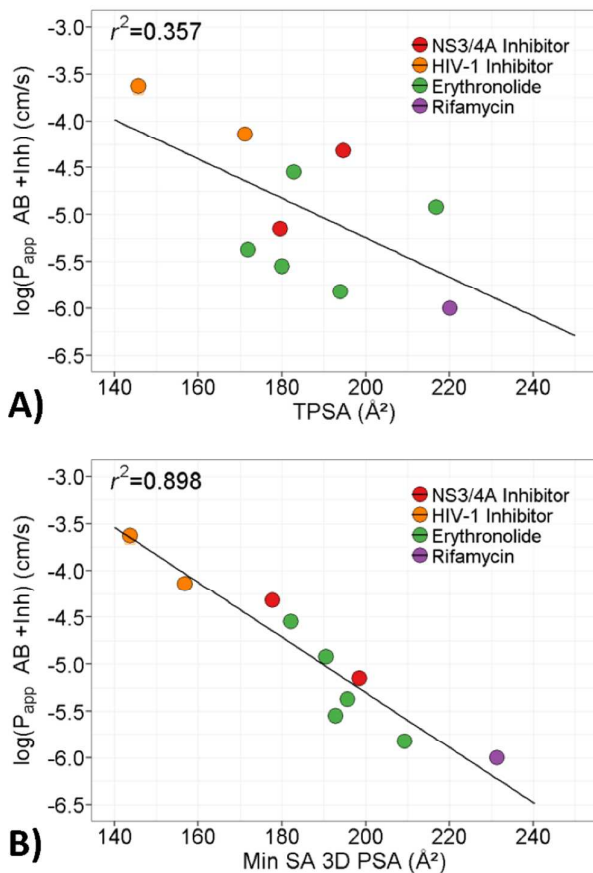 r²=0.357
NS3/4A Inhibitor
HIV-1 Inhibitor
Erythronolide
Rifamycin
log(Papp AB +Inh) (cm/s)
-3.0
-3.5
-4.0
-4.5
-5.0
-5.5
-6.0
-6.5
140 160 180 200 220 240
TPSA (Å²)
A)
r²=0.898
NS3/4A Inhibitor
HIV-1 Inhibitor
Erythronolide
Rifamycin
log(Papp AB +Inh) (cm/s)
-3.0
-3.5
-4.0
-4.5
-5.0
-5.5
-6.0
-6.5
140 160 180 200 220 240
Min SA 3D PSA (Å²)
B)